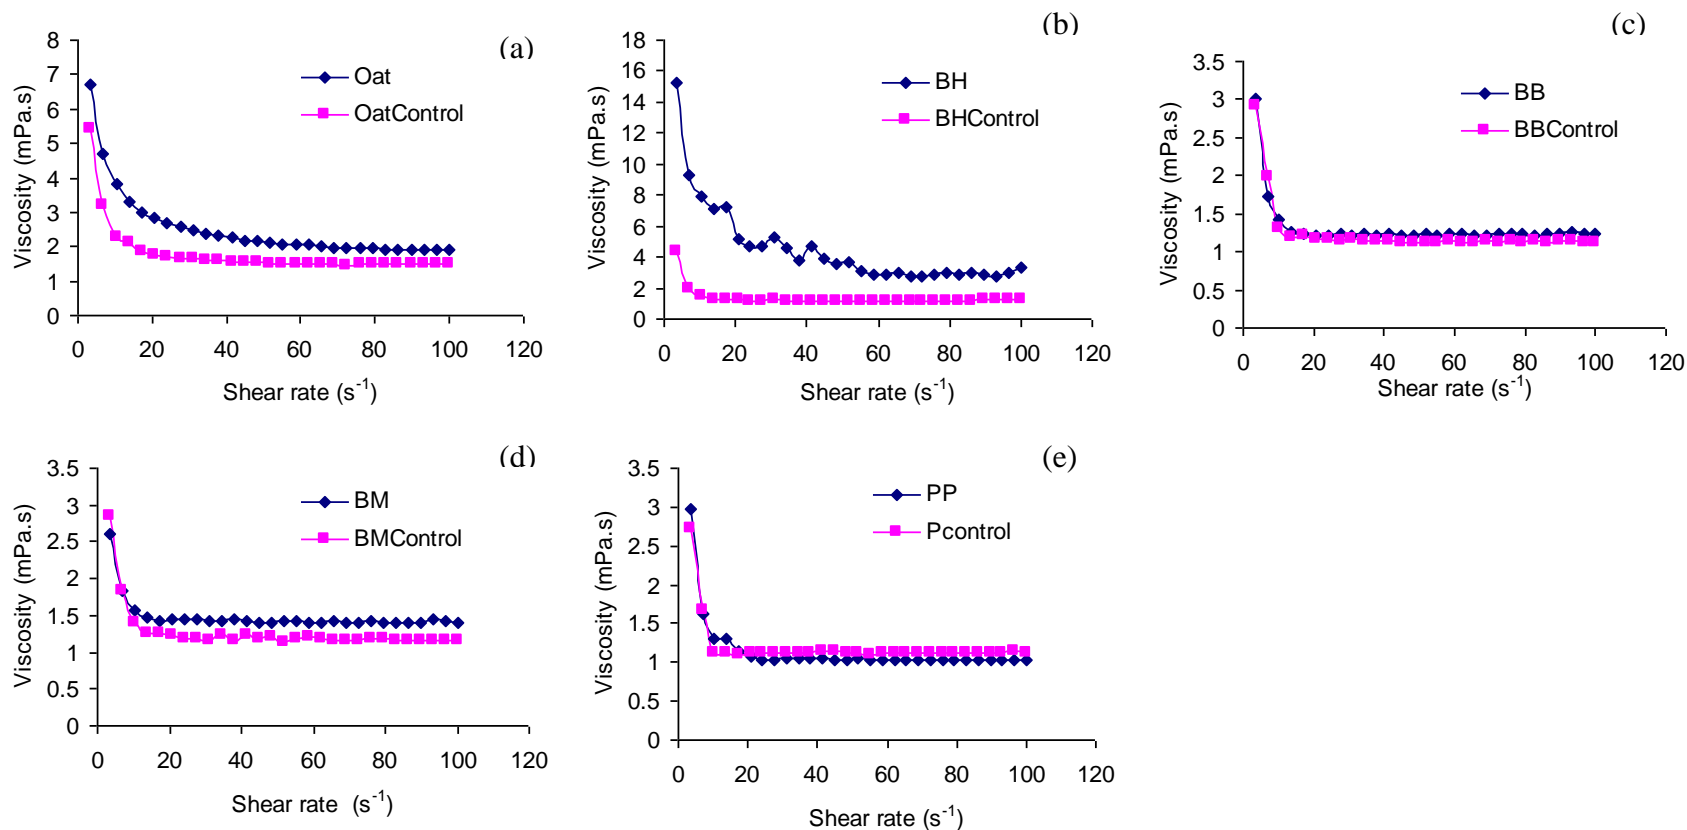 (a)
Viscosity (mPa.s)
8
7
6
5
4
3
2
1
0
Oat
OatControl
0 20 40 60 80 100 120
Shear rate (s-1)
(b)
Viscosity (mPa.s)
18
16
14
12
10
8
6
4
2
0
BH
BHControl
0 20 40 60 80 100 120
Shear rate (s-1)
(c)
Viscosity (mPa.s)
3.5
3
2.5
2
1.5
1
0.5
0
BB
BBControl
0 20 40 60 80 100 120
Shear rate (s-1)
(d)
Viscosity (mPa.s)
3.5
3
2.5
2
1.5
1
0.5
0
BM
BMControl
0 20 40 60 80 100 120
Shear rate (s-1)
(e)
Viscosity (mPa.s)
3.5
3
2.5
2
1.5
1
0.5
0
PP
Pcontrol
0 20 40 60 80 100 120
Shear rate (s-1)